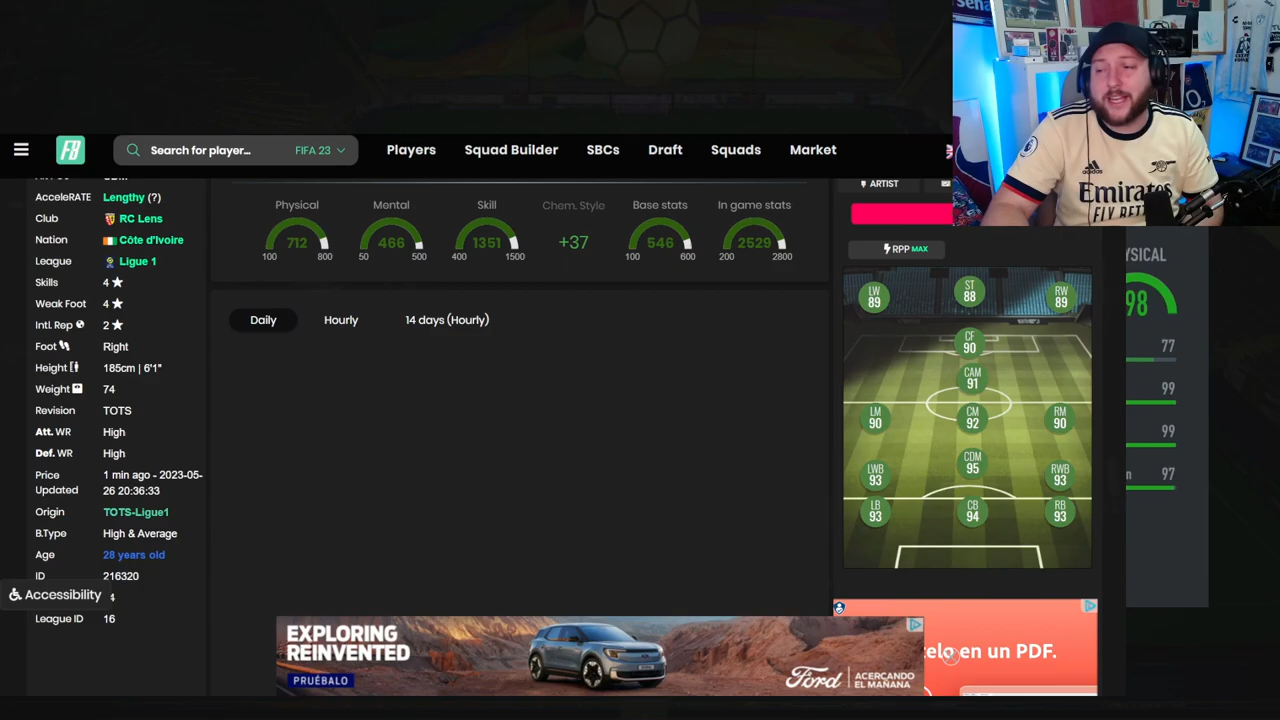 F8
Search for player...
FIFA 23
Players
Squad Builder
SBCs
Draft
Squads
Market
AcceleRATE Lengthy (?)
Club RC Lens
Nation Côte d'Ivoire
League Ligue 1
Skills 4
Weak Foot 4
Intl. Rep 2
Foot Right
Height 185cm | 6'1"
Weight 74
Revision TOTS
Att. WR High
Def. WR High
Price Updated 1 min ago - 2023-05-26 20:36:33
Origin TOTS-Ligue1
B.Type High & Average
Age 28 years old
ID 216320
Accessibility
League ID 16
Physical
712
100 800
Mental
466
50 500
Skill
1351
400 1500
Chem. Style
+37
Base stats
546
100 600
In game stats
2529
200 2800
Daily
Hourly
14 days (Hourly)
ARTIST
RPP MAX
LW 89
ST 88
RW 89
CF 90
CAM 91
LM 90
CM 92
RM 90
CDM 95
LWB 93
RWB 93
LB 93
CB 94
RB 93
YSICAL
98
77
99
99
97
EXPLORING
REINVENTED
PRUÉBALO
Ford
ACERCANDO
EL MAÑANA
en un PDF.
adidas
Emirates
FLY BETTER